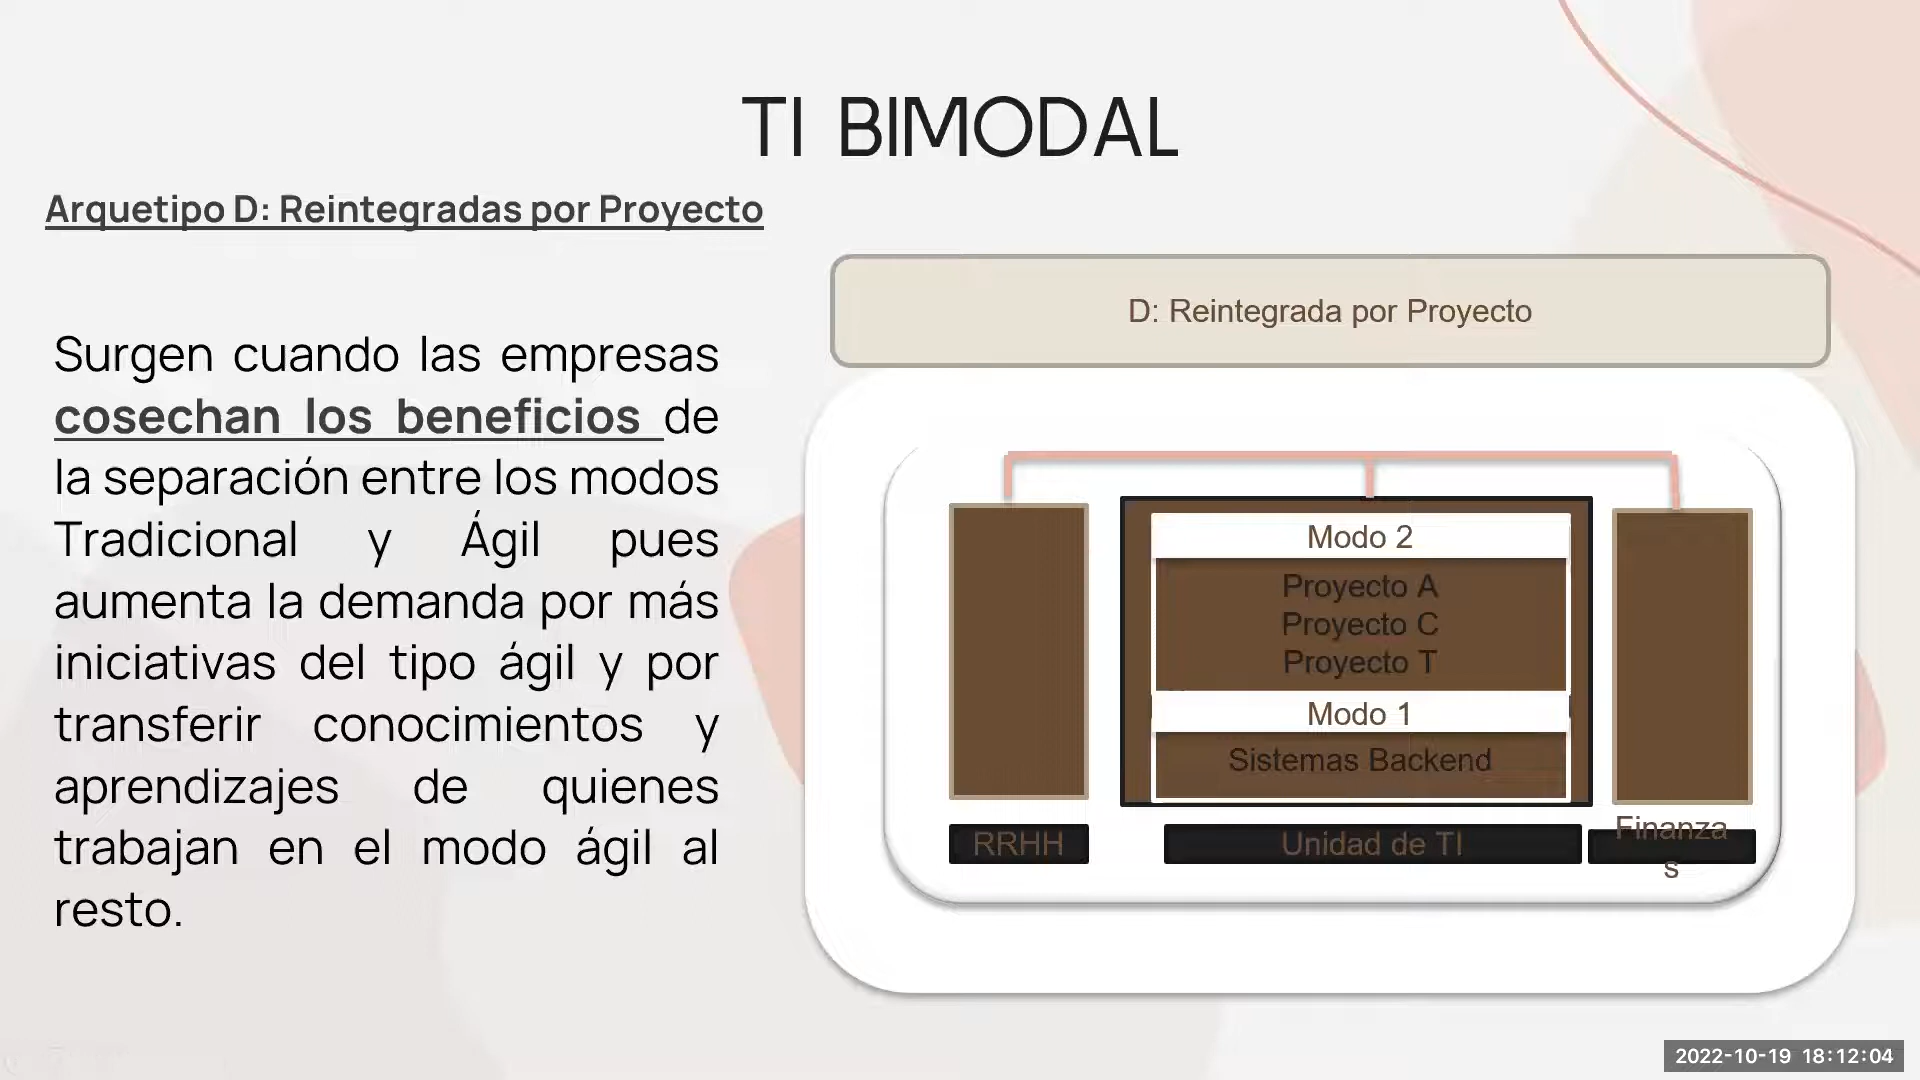 TI BIMODAL
Arquetipo D: Reintegradas por Proyecto
Surgen cuando las empresas
cosechan los beneficios de
la separación entre los modos
Tradicional y Ágil pues
aumenta la demanda por más
iniciativas del tipo ágil y por
transferir conocimientos y
aprendizajes de quienes
trabajan en el modo ágil al
resto.
D: Reintegrada por Proyecto
Modo 2
Proyecto A
Proyecto C
Proyecto T
Modo 1
Sistemas Backend
RRHH
Unidad de TI
Finanza
s
2022-10-19 18:12:04